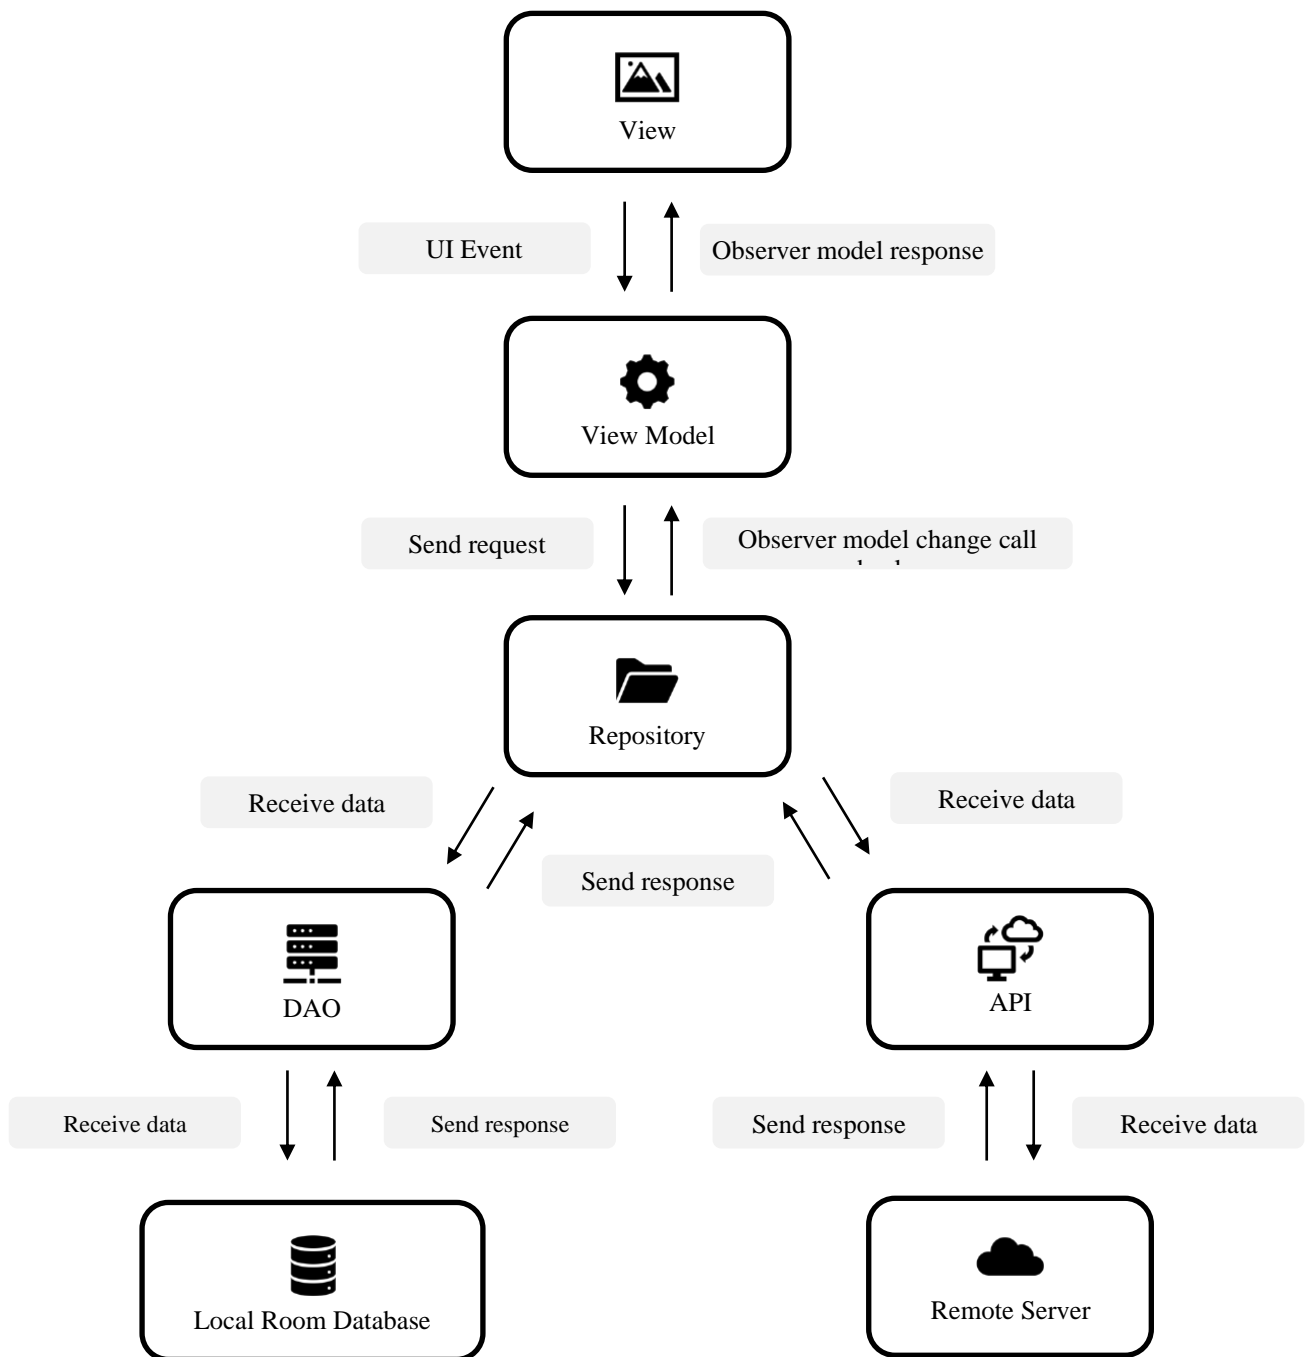 View
UI Event
Observer model response
View Model
Send request
Observer model change call
Repository
Receive data
Receive data
Send response
DAO
API
Receive data
Send response
Send response
Receive data
Local Room Database
Remote Server